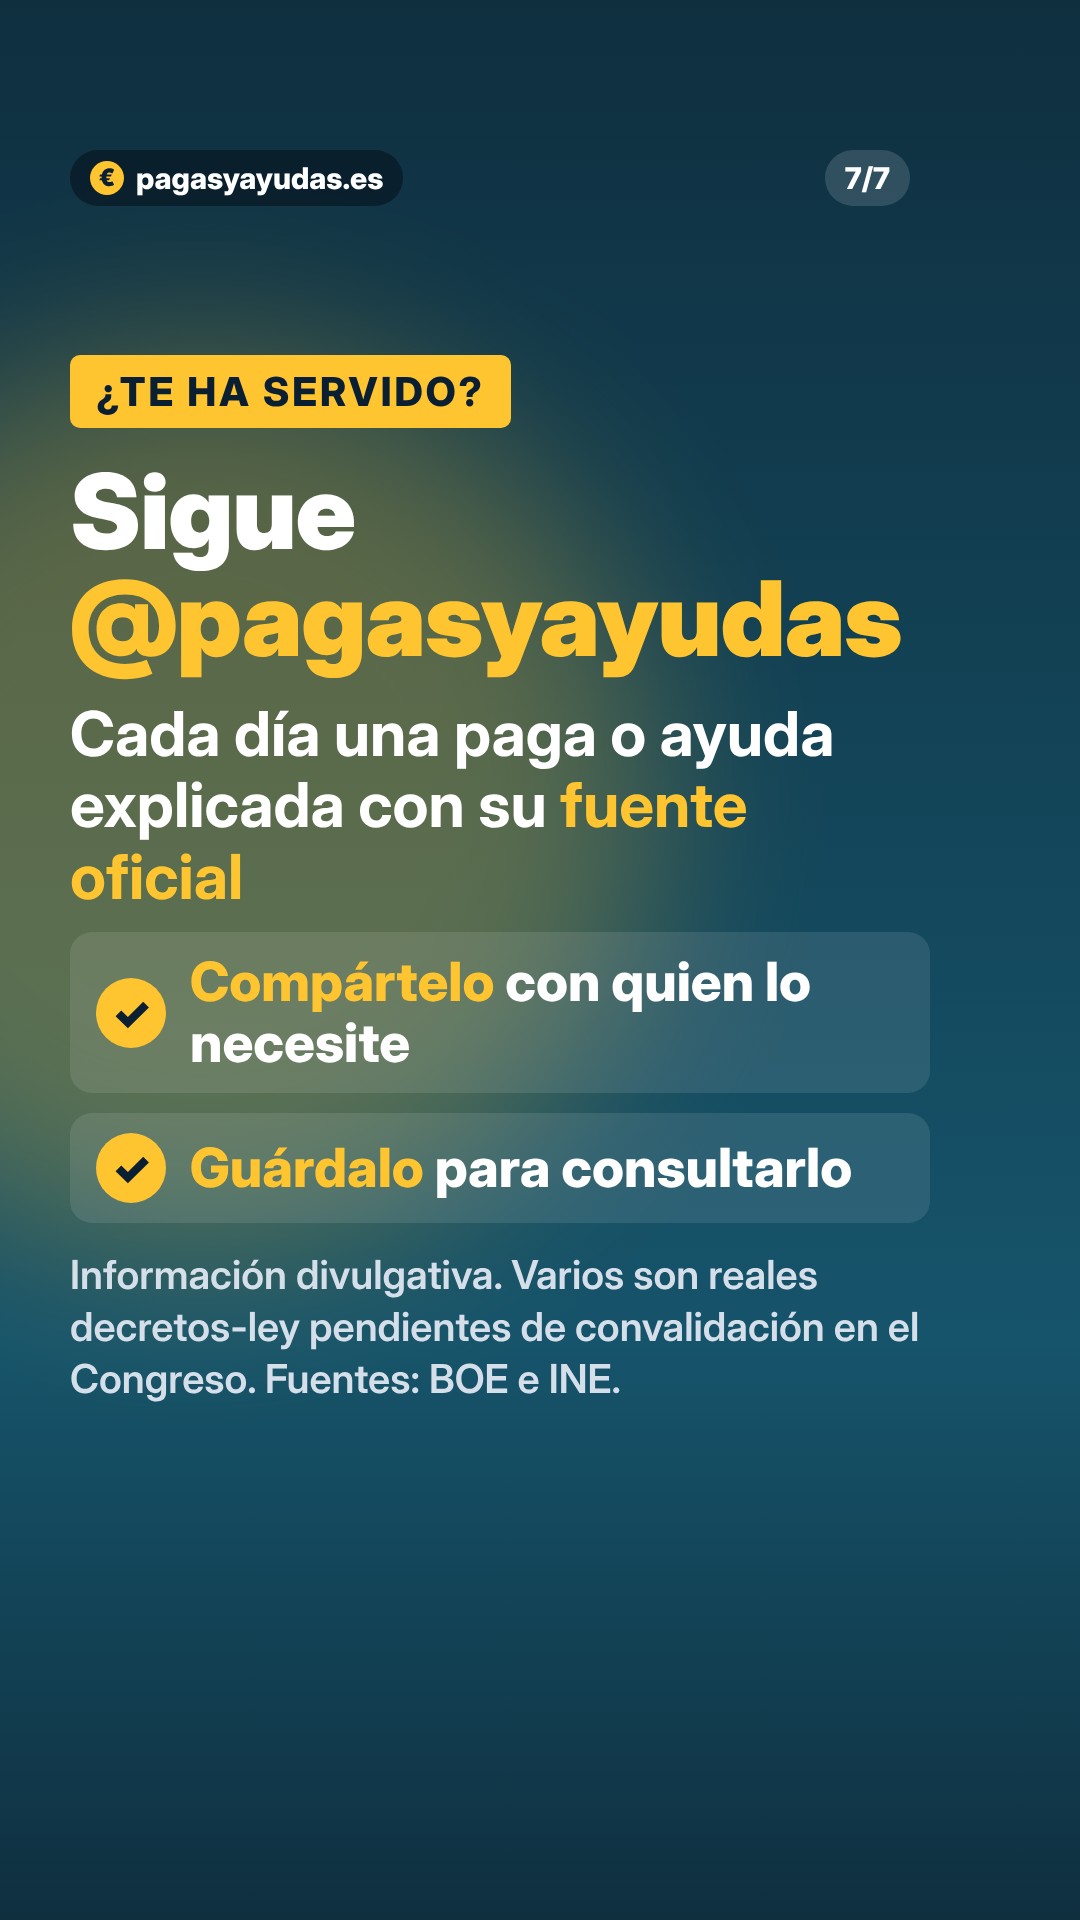 € pagasyayudas.es
7/7
¿TE HA SERVIDO?
Sigue
@pagasyayudas
Cada día una paga o ayuda
explicada con su fuente
oficial
Compártelo con quien lo
necesite
Guárdalo para consultarlo
Información divulgativa. Varios son reales
decretos-ley pendientes de convalidación en el
Congreso. Fuentes: BOE e INE.